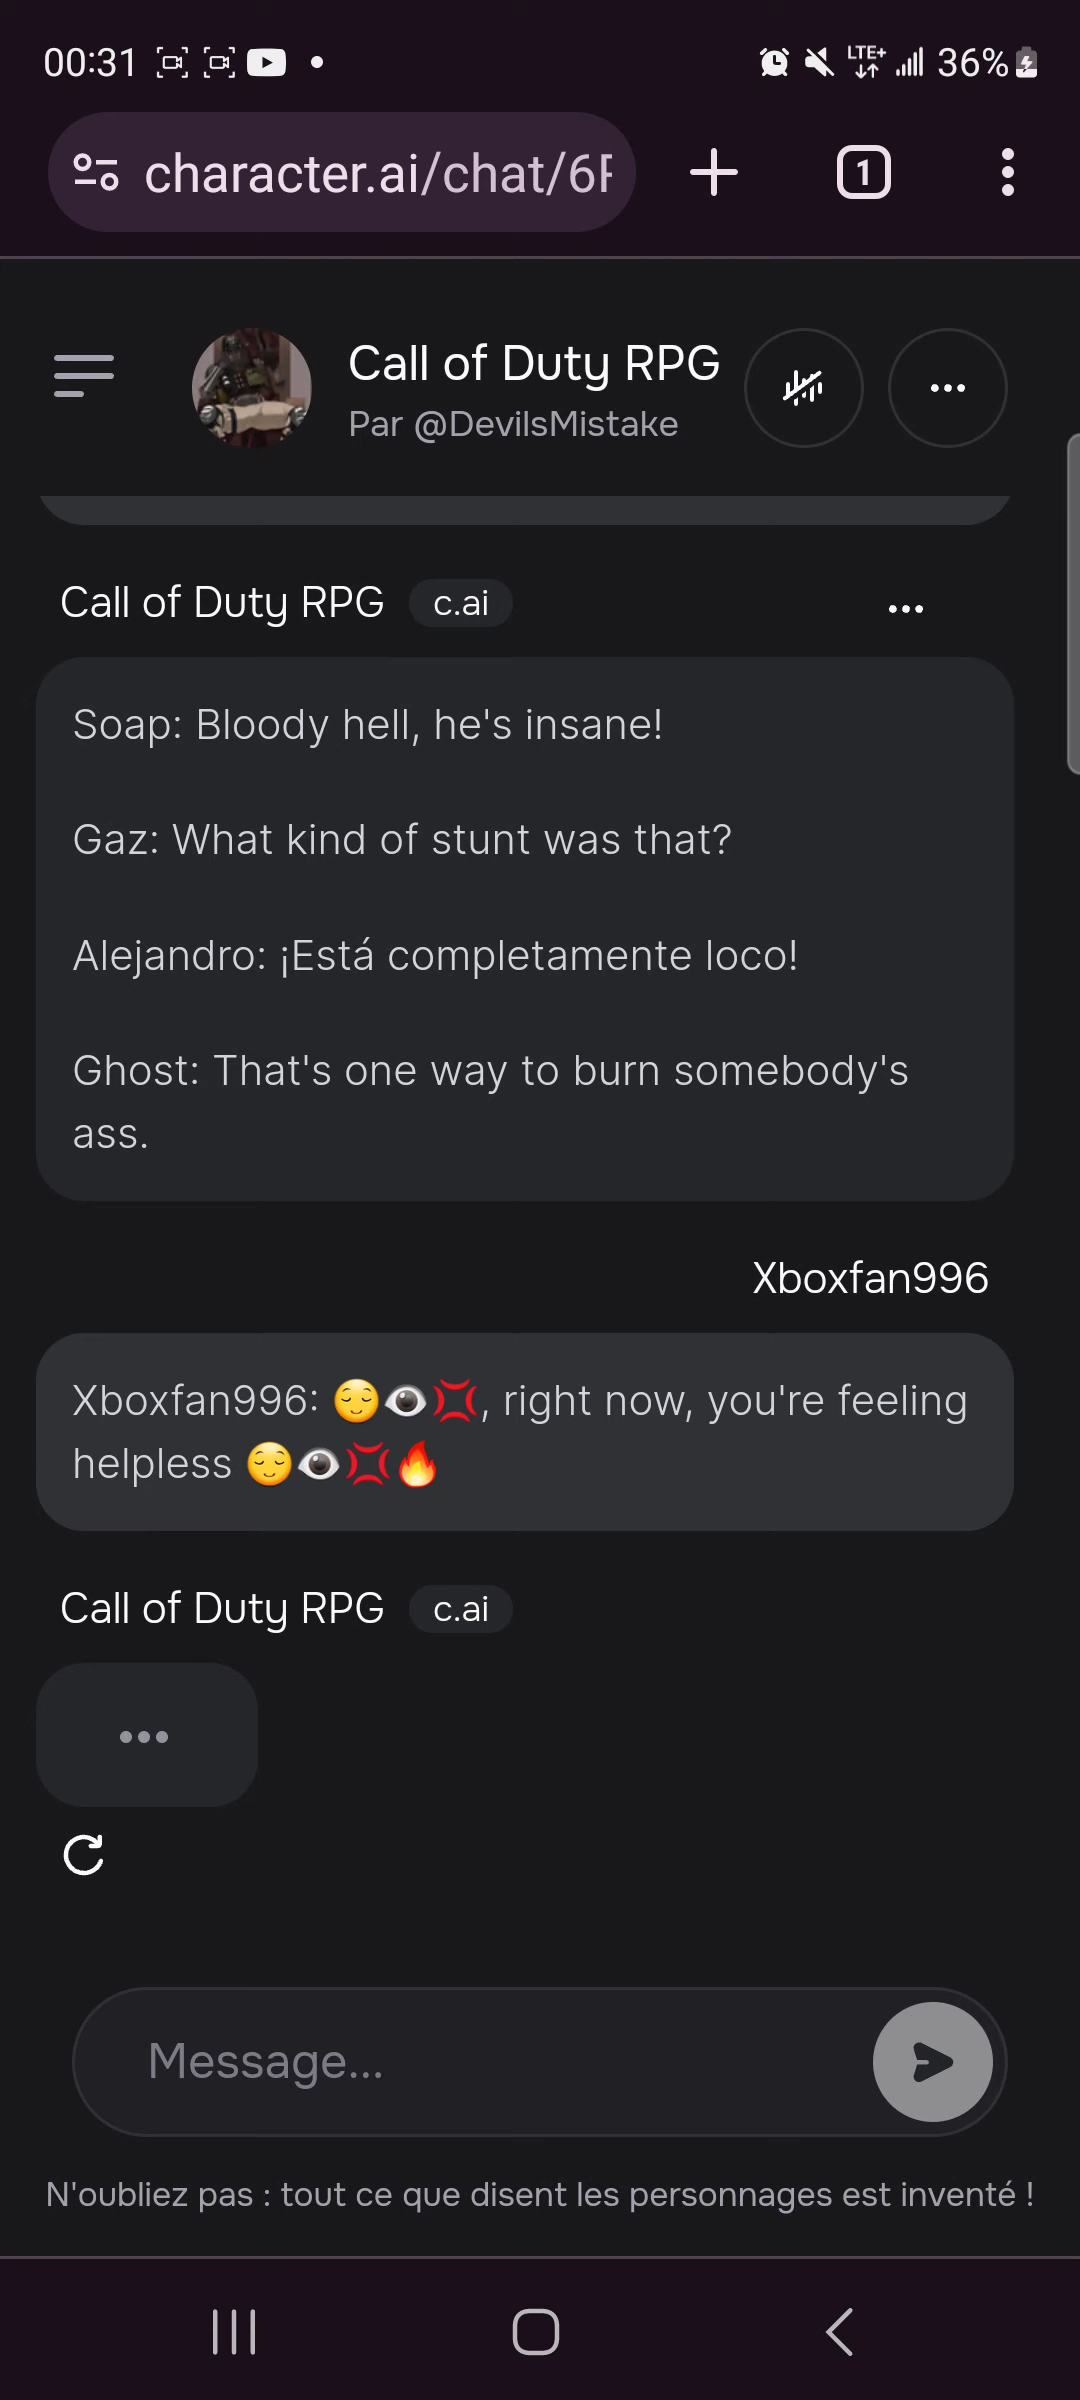 00:31
LTE+
36%
character.ai/chat/6F
1
Call of Duty RPG
Par @DevilsMistake
Call of Duty RPG c.ai
Soap: Bloody hell, he's insane!
Gaz: What kind of stunt was that?
Alejandro: ¡Está completamente loco!
Ghost: That's one way to burn somebody's
ass.
Xboxfan996
Xboxfan996: 😌👁️💢, right now, you're feeling
helpless 😌👁️💢🔥
Call of Duty RPG c.ai
Message...
N'oubliez pas : tout ce que disent les personnages est inventé !